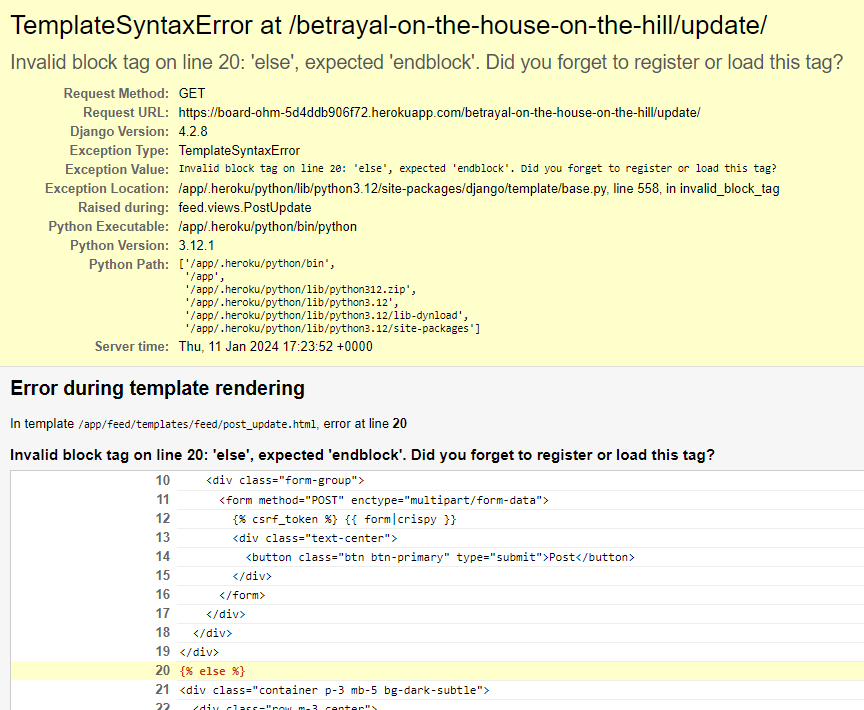 TemplateSyntaxError at /betrayal-on-the-house-on-the-hill/update/
Invalid block tag on line 20: 'else', expected 'endblock'. Did you forget to register or load this tag?
Request Method: GET
Request URL: https://board-ohm-5d4ddb906f72.herokuapp.com/betrayal-on-the-house-on-the-hill/update/
Django Version: 4.2.8
Exception Type: TemplateSyntaxError
Exception Value: Invalid block tag on line 20: 'else', expected 'endblock'. Did you forget to register or load this tag?
Exception Location: /app/.heroku/python/lib/python3.12/site-packages/django/template/base.py, line 558, in invalid_block_tag
Raised during: feed.views.PostUpdate
Python Executable: /app/.heroku/python/bin/python
Python Version: 3.12.1
Python Path: ['/app/.heroku/python/bin',
'/app',
'/app/.heroku/python/lib/python312.zip',
'/app/.heroku/python/lib/python3.12',
'/app/.heroku/python/lib/python3.12/lib-dynload',
'/app/.heroku/python/lib/python3.12/site-packages']
Server time: Thu, 11 Jan 2024 17:23:52 +0000
Error during template rendering
In template /app/feed/templates/feed/post_update.html, error at line 20
Invalid block tag on line 20: 'else', expected 'endblock'. Did you forget to register or load this tag?
10 <div class="form-group">
11 <form method="POST" enctype="multipart/form-data">
12 {% csrf_token %} {{ form|crispy }}
13 <div class="text-center">
14 <button class="btn btn-primary" type="submit">Post</button>
15 </div>
16 </form>
17 </div>
18 </div>
19 </div>
20 {% else %}
21 <div class="container p-3 mb-5 bg-dark-subtle">
22 <div class="row m-3 center">